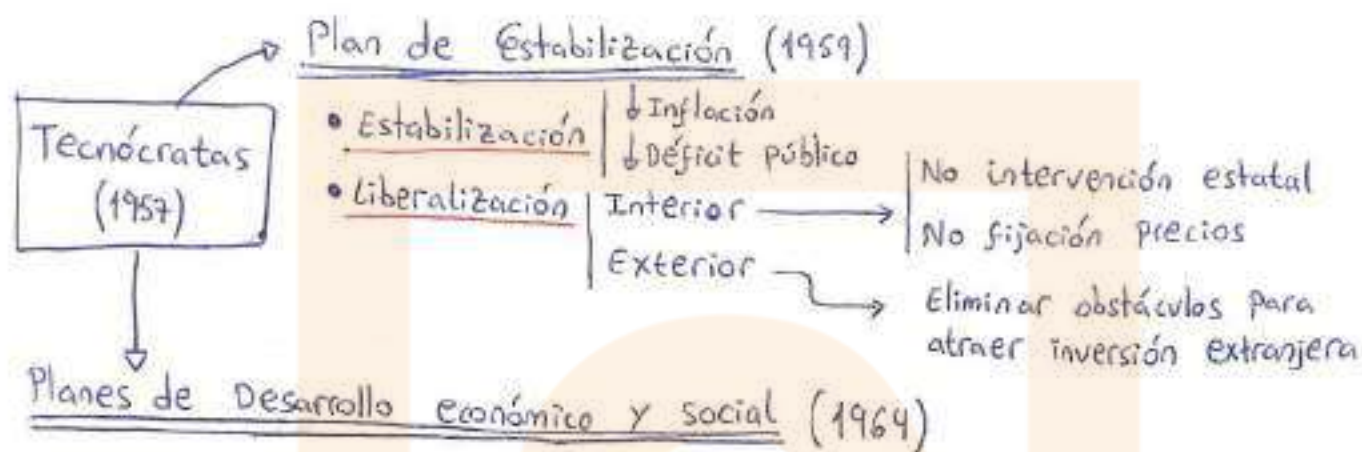 Plan de Estabilización (1959)
Tecnócratas
(1957)
• Estabilización
↓ Inflación
↓ Déficit público
• Liberalización
Interior →
No intervención estatal
No fijación precios
Exterior →
Eliminar obstáculos para
atraer inversión extranjera
Planes de Desarrollo económico y social (1964)